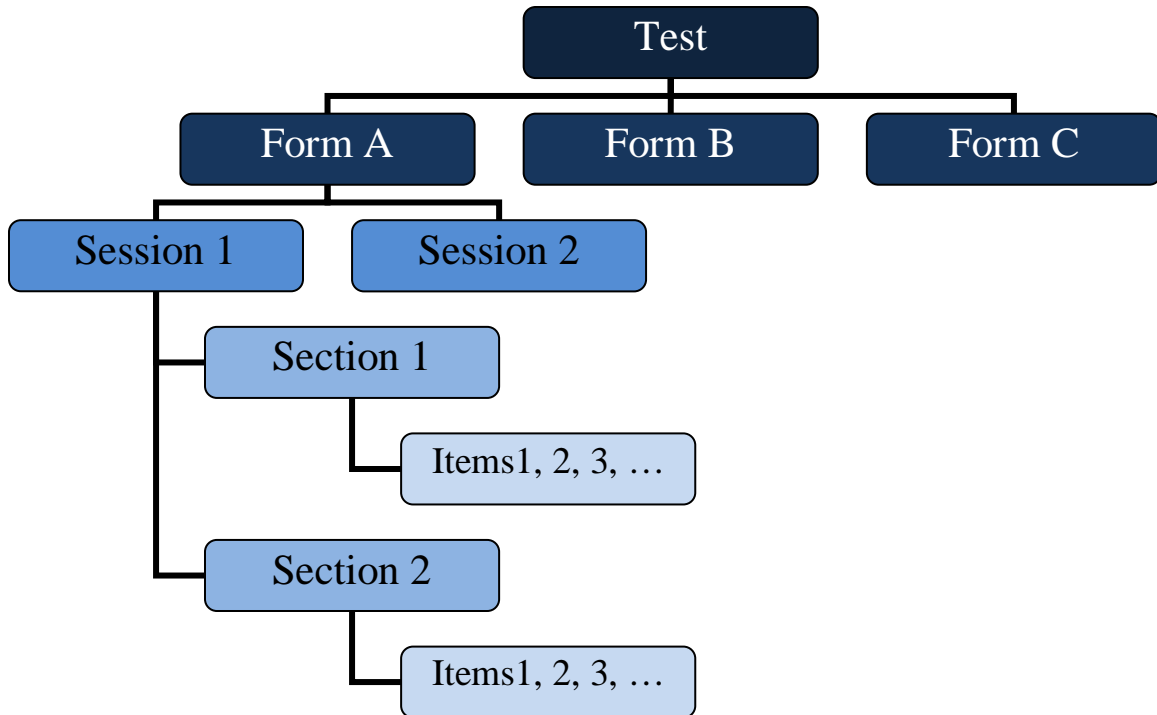 Test
Form A
Form B
Form C
Session 1
Session 2
Section 1
Items1, 2, 3, …
Section 2
Items1, 2, 3, …